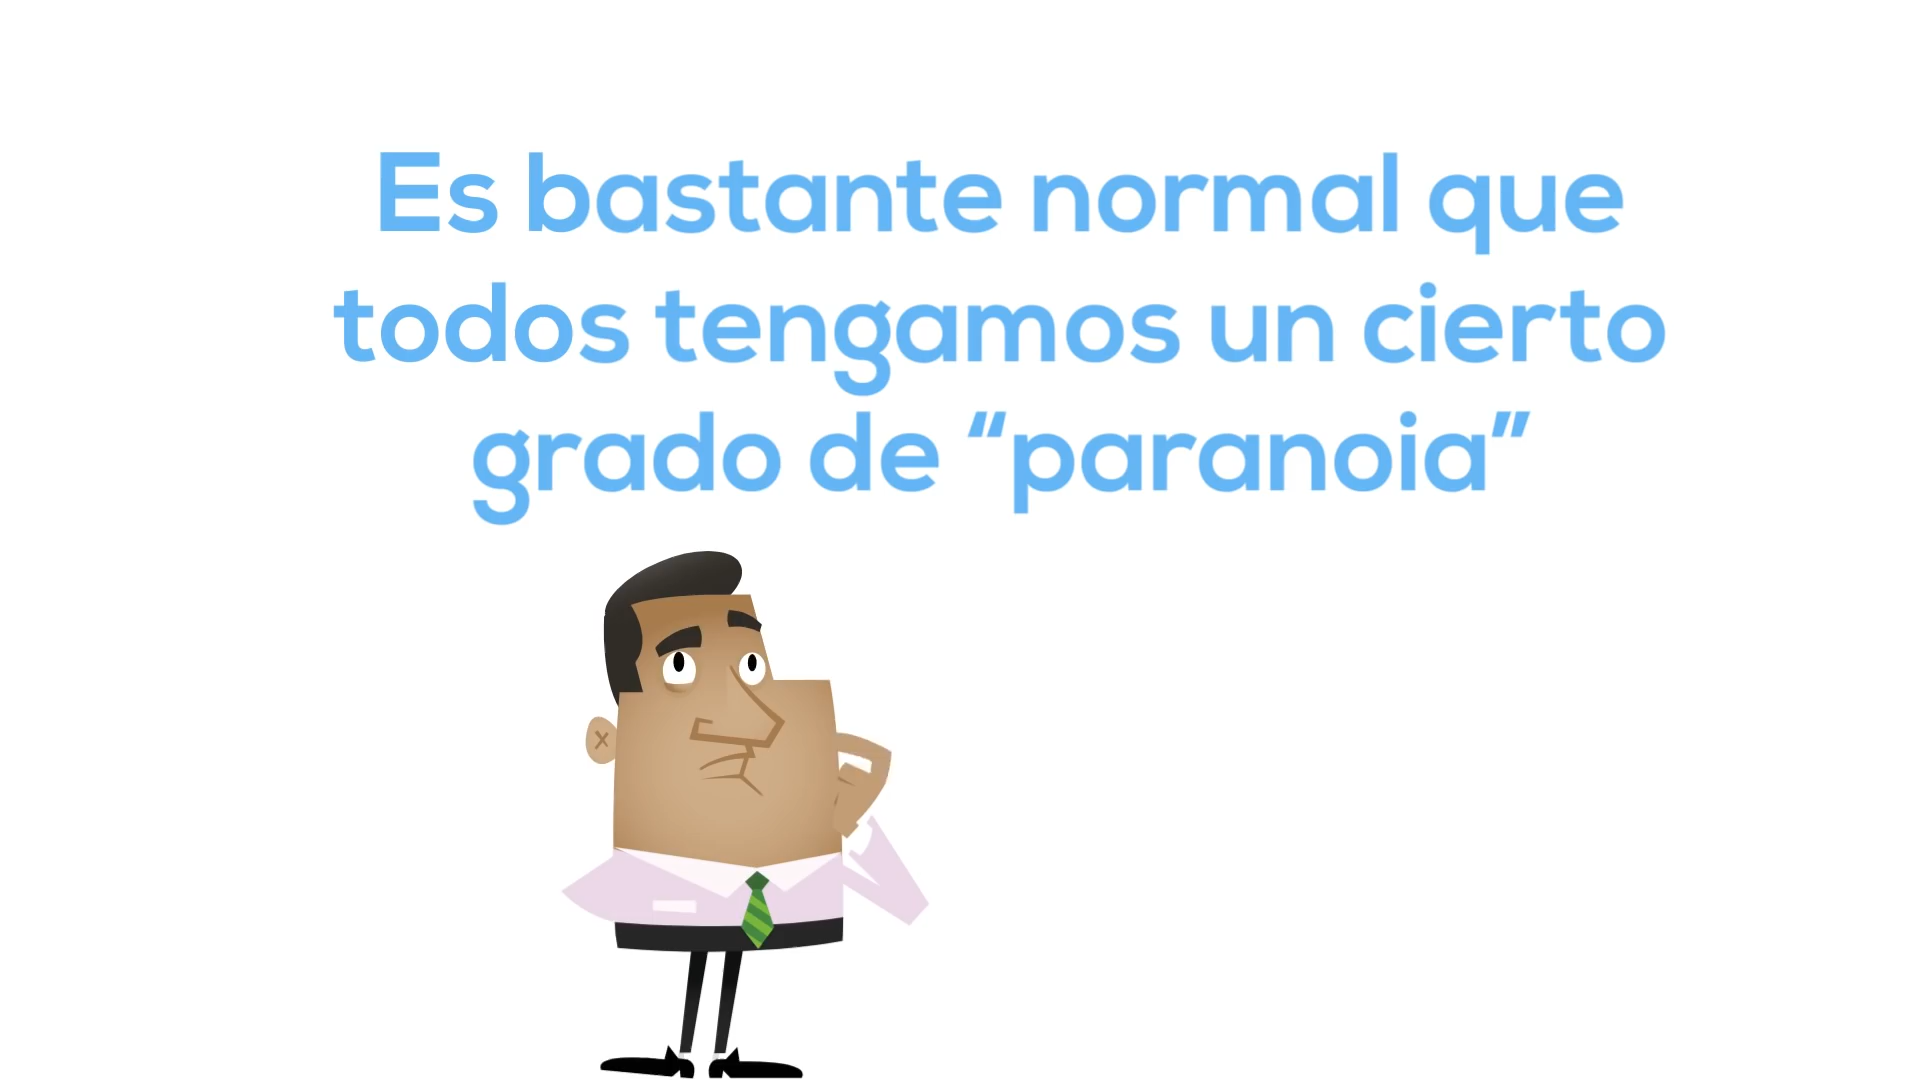 Es bastante normal que
todos tengamos un cierto
grado de “paranoia”